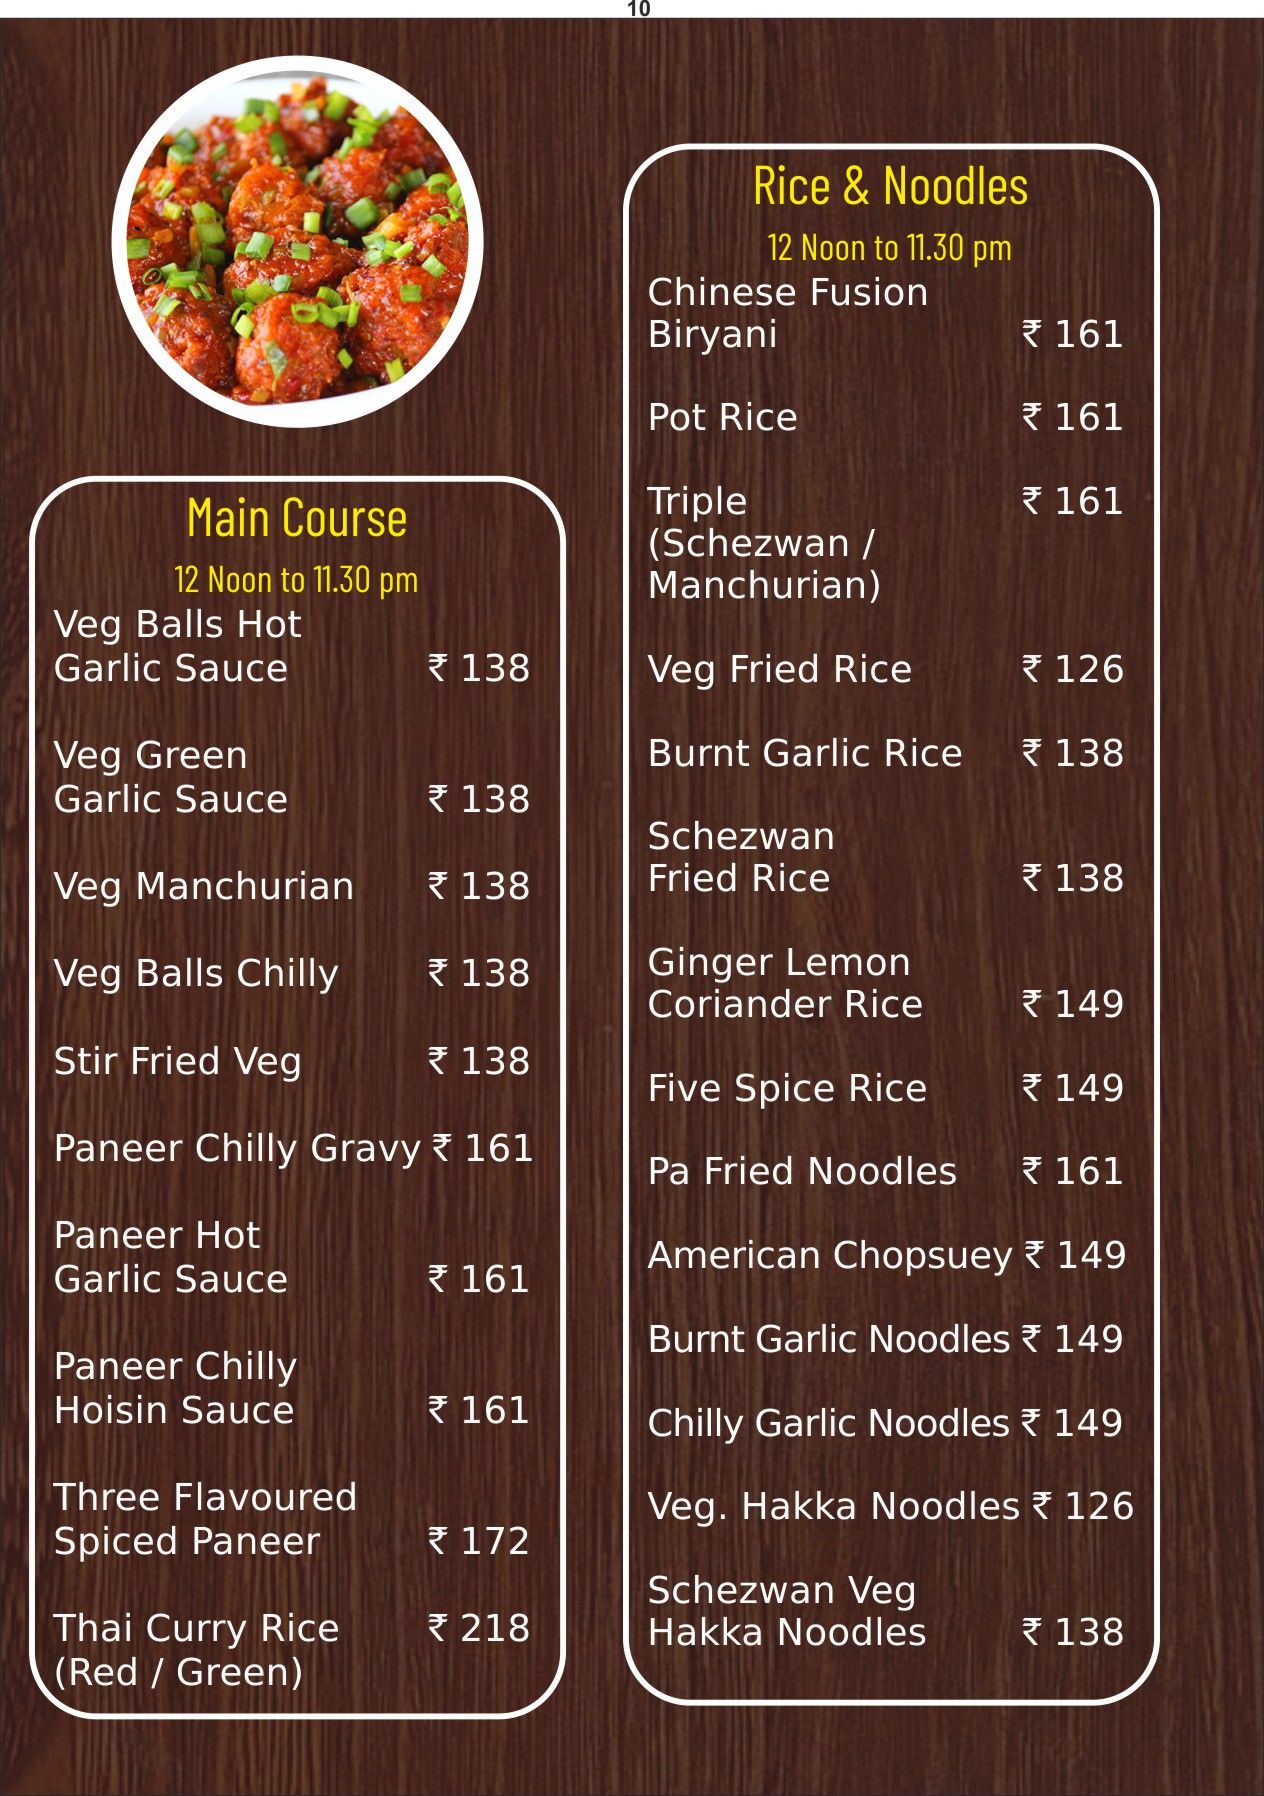 10
Main Course
12 Noon to 11.30 pm
Veg Balls Hot
Garlic Sauce ₹ 138
Veg Green
Garlic Sauce ₹ 138
Veg Manchurian ₹ 138
Veg Balls Chilly ₹ 138
Stir Fried Veg ₹ 138
Paneer Chilly Gravy ₹ 161
Paneer Hot
Garlic Sauce ₹ 161
Paneer Chilly
Hoisin Sauce ₹ 161
Three Flavoured
Spiced Paneer ₹ 172
Thai Curry Rice ₹ 218
(Red / Green)
Rice & Noodles
12 Noon to 11.30 pm
Chinese Fusion
Biryani ₹ 161
Pot Rice ₹ 161
Triple ₹ 161
(Schezwan /
Manchurian)
Veg Fried Rice ₹ 126
Burnt Garlic Rice ₹ 138
Schezwan
Fried Rice ₹ 138
Ginger Lemon
Coriander Rice ₹ 149
Five Spice Rice ₹ 149
Pa Fried Noodles ₹ 161
American Chopsuey ₹ 149
Burnt Garlic Noodles ₹ 149
Chilly Garlic Noodles ₹ 149
Veg. Hakka Noodles ₹ 126
Schezwan Veg
Hakka Noodles ₹ 138